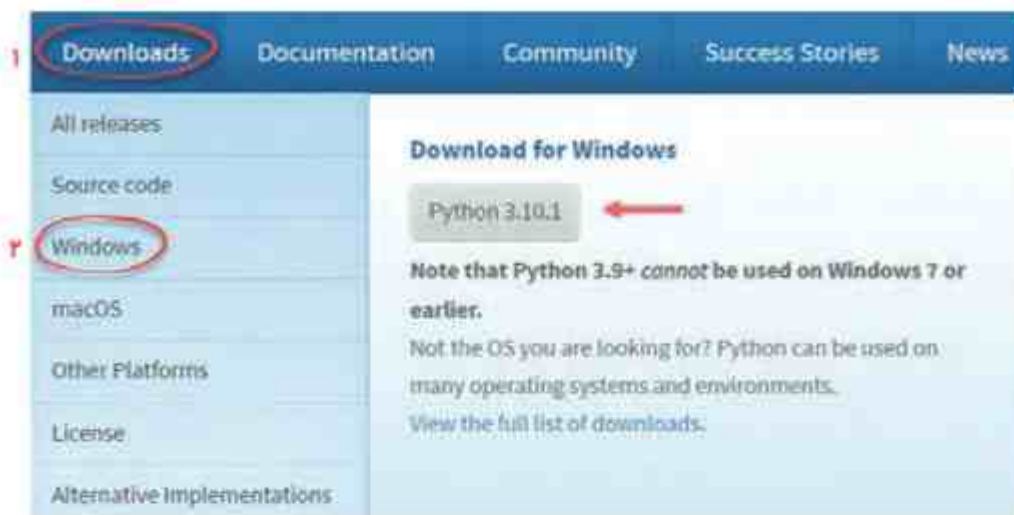 ۱ Downloads Documentation Community Success Stories News
All releases
Source code
۲ Windows
macOS
Other Platforms
License
Alternative Implementations
Download for Windows
Python 3.10.1
Note that Python 3.9+ cannot be used on Windows 7 or
earlier.
Not the OS you are looking for? Python can be used on
many operating systems and environments.
View the full list of downloads.